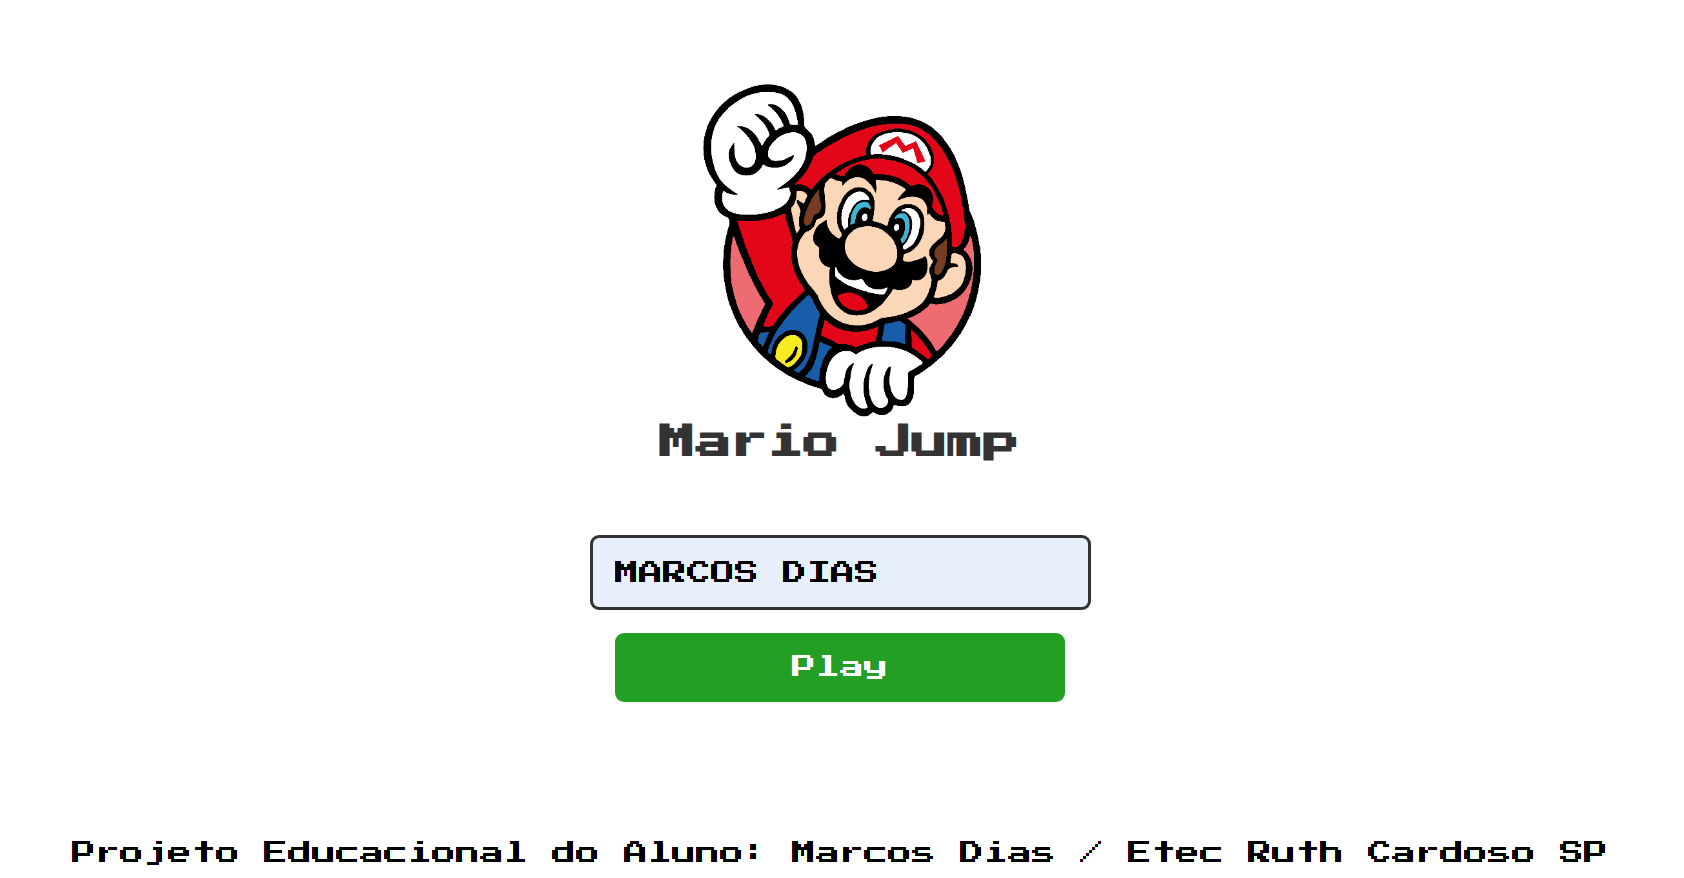 Mario Jump
MARCOS DIAS
Play
Projeto Educacional do Aluno: Marcos Dias / Etec Ruth Cardoso SP